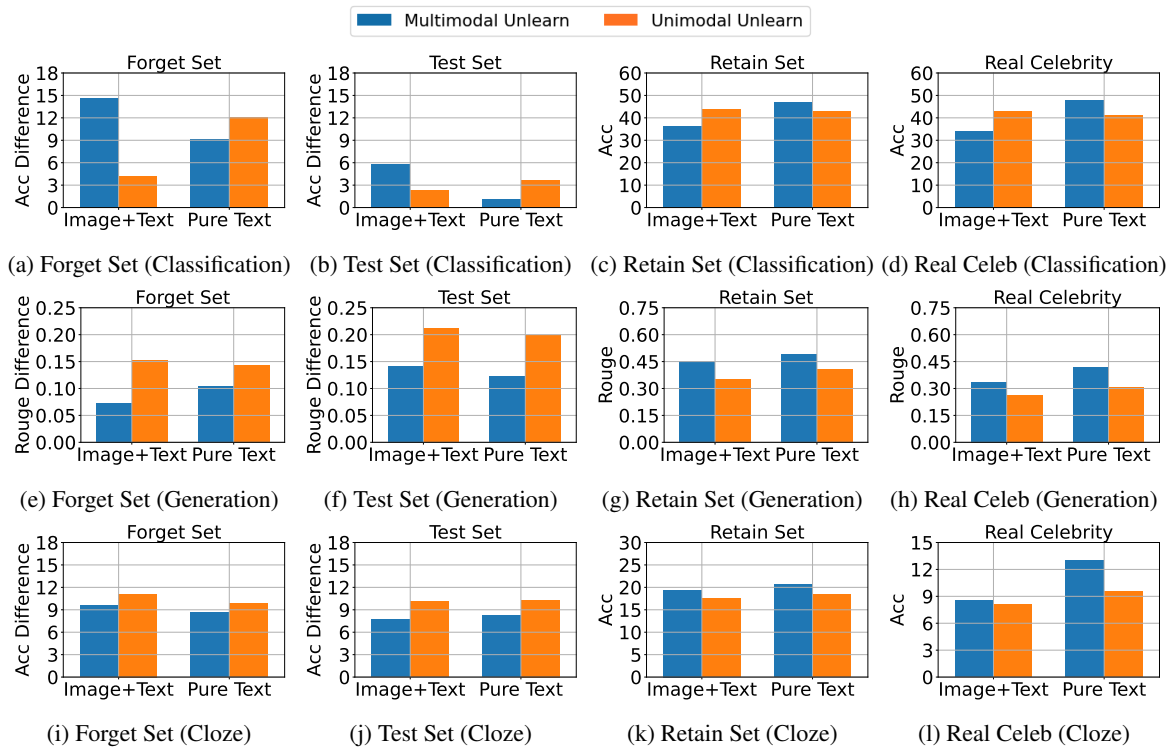 Multimodal Unlearn Unimodal Unlearn
Forget Set Test Set Retain Set Real Celebrity
Acc Difference
18
15
12
9
6
3
0
Image+Text Pure Text
Acc Difference
18
15
12
9
6
3
0
Image+Text Pure Text
Acc
60
50
40
30
20
10
0
Image+Text Pure Text
Acc
60
50
40
30
20
10
0
Image+Text Pure Text
(a) Forget Set (Classification) (b) Test Set (Classification) (c) Retain Set (Classification) (d) Real Celeb (Classification)
Forget Set Test Set Retain Set Real Celebrity
Rouge Difference
0.25
0.20
0.15
0.10
0.05
0.00
Image+Text Pure Text
Rouge Difference
0.25
0.20
0.15
0.10
0.05
0.00
Image+Text Pure Text
Rouge
0.75
0.60
0.45
0.30
0.15
0.00
Image+Text Pure Text
Rouge
0.75
0.60
0.45
0.30
0.15
0.00
Image+Text Pure Text
(e) Forget Set (Generation) (f) Test Set (Generation) (g) Retain Set (Generation) (h) Real Celeb (Generation)
Forget Set Test Set Retain Set Real Celebrity
Acc Difference
18
15
12
9
6
3
0
Image+Text Pure Text
Acc Difference
18
15
12
9
6
3
0
Image+Text Pure Text
Acc
30
25
20
15
10
5
0
Image+Text Pure Text
Acc
15
12
9
6
3
0
Image+Text Pure Text
(i) Forget Set (Cloze) (j) Test Set (Cloze) (k) Retain Set (Cloze) (l) Real Celeb (Cloze)